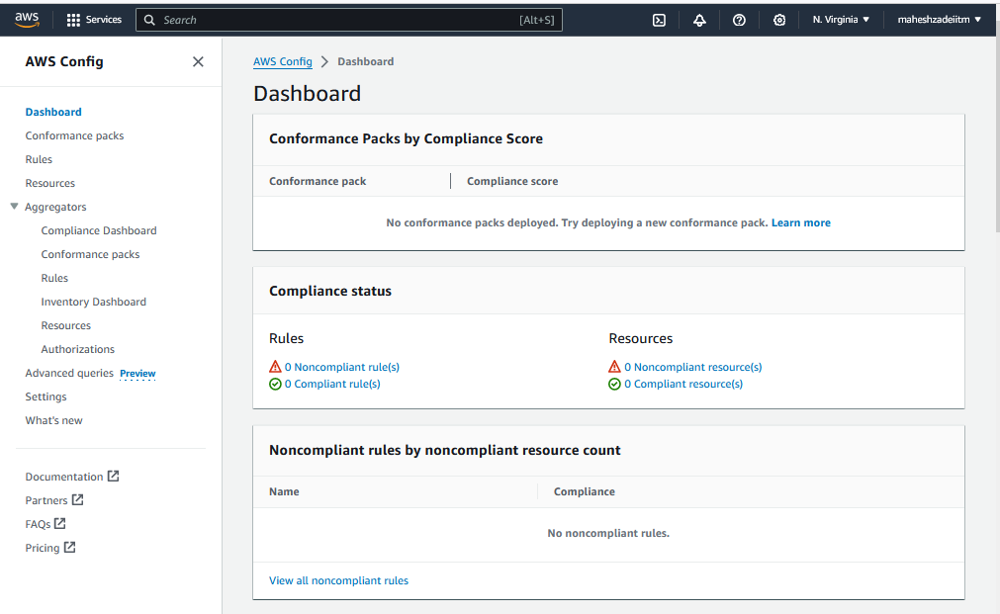 aws Services Search [Alt+S] N. Virginia maheshzadeiitm
AWS Config
Dashboard
Conformance packs
Rules
Resources
Aggregators
Compliance Dashboard
Conformance packs
Rules
Inventory Dashboard
Resources
Authorizations
Advanced queries Preview
Settings
What's new
Documentation
Partners
FAQs
Pricing
AWS Config > Dashboard
Dashboard
Conformance Packs by Compliance Score
Conformance pack Compliance score
No conformance packs deployed. Try deploying a new conformance pack. Learn more
Compliance status
Rules
0 Noncompliant rule(s)
0 Compliant rule(s)
Resources
0 Noncompliant resource(s)
0 Compliant resource(s)
Noncompliant rules by noncompliant resource count
Name Compliance
No noncompliant rules.
View all noncompliant rules